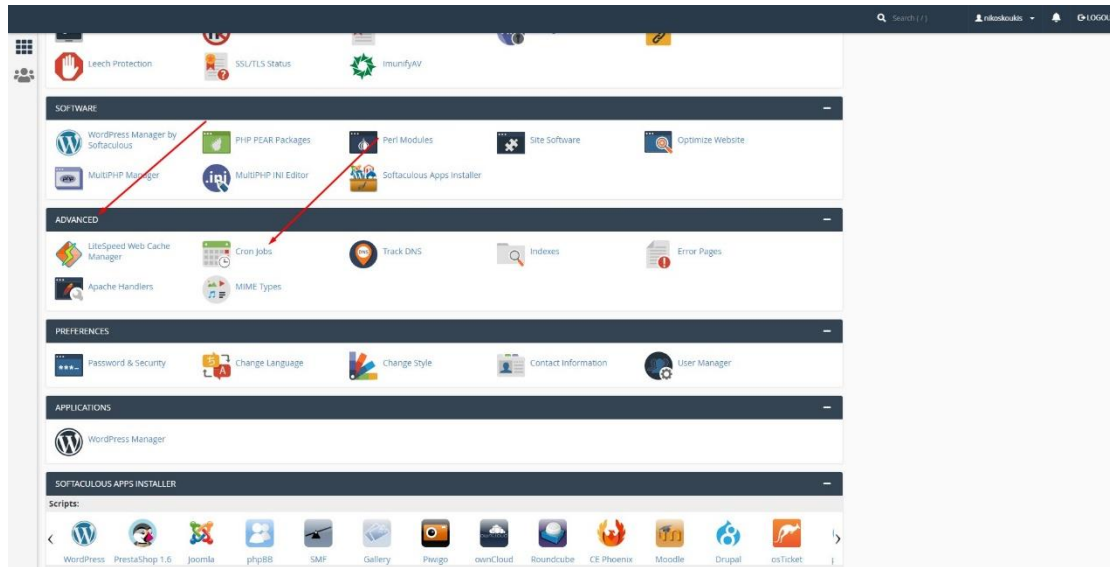 Search ( / )
nikoskoukis
LOGOU
Leech Protection
SSL/TLS Status
ImunifyAV
SOFTWARE
WordPress Manager by
Softaculous
PHP PEAR Packages
Perl Modules
Site Software
Optimize Website
MultiPHP Manager
.ini
MultiPHP INI Editor
Softaculous Apps Installer
ADVANCED
LiteSpeed Web Cache
Manager
Cron Jobs
DNS
Track DNS
Indexes
Error Pages
Apache Handlers
MIME Types
PREFERENCES
Password & Security
Change Language
Change Style
Contact Information
User Manager
APPLICATIONS
WordPress Manager
SOFTACULOUS APPS INSTALLER
Scripts:
WordPress
PrestaShop 1.6
Joomla
phpBB
SMF
Gallery
Piwigo
ownCloud
Roundcube
CE Phoenix
Moodle
Drupal
osTicket